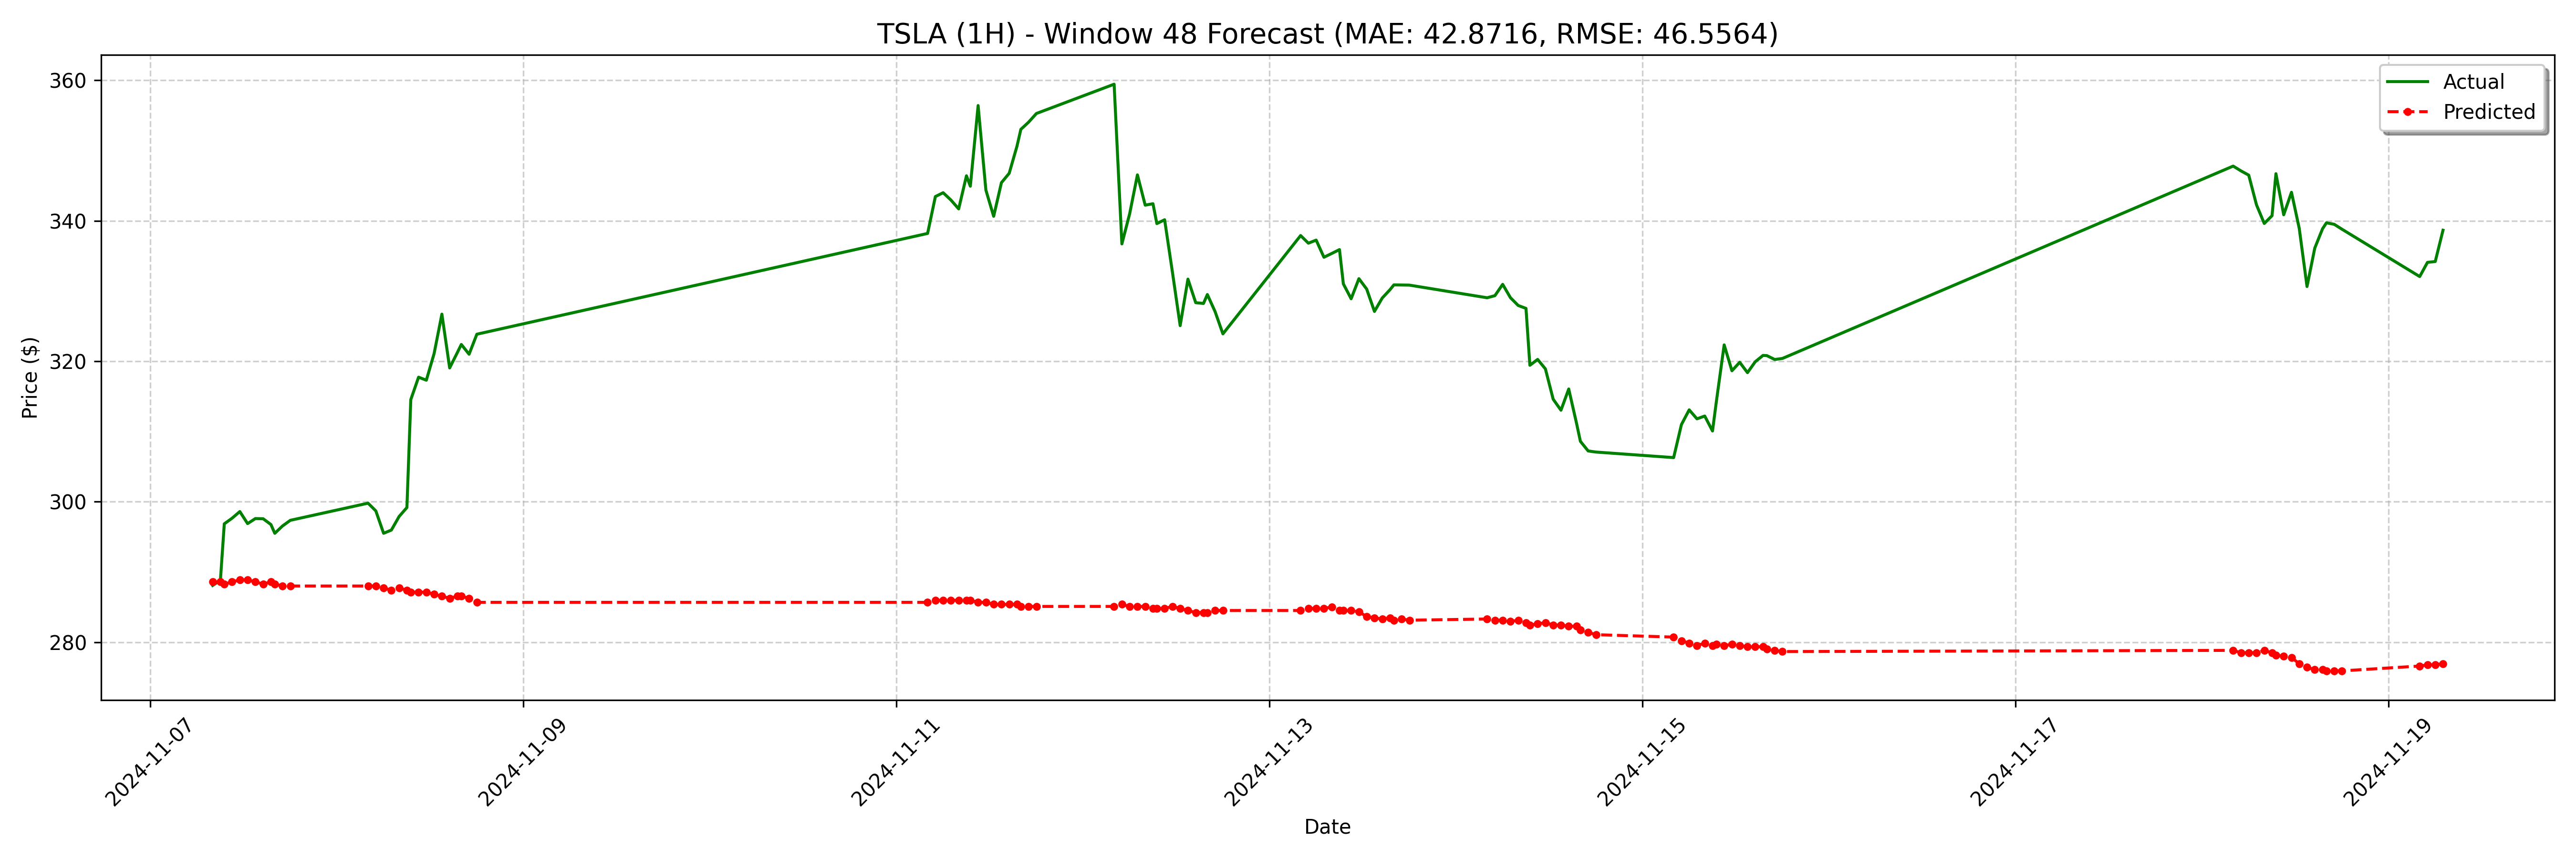 TSLA (1H) - Window 48 Forecast (MAE: 42.8716, RMSE: 46.5564)
Actual
Predicted
Price ($)
360
340
320
300
280
2024-11-07
2024-11-09
2024-11-11
2024-11-13
2024-11-15
2024-11-17
2024-11-19
Date